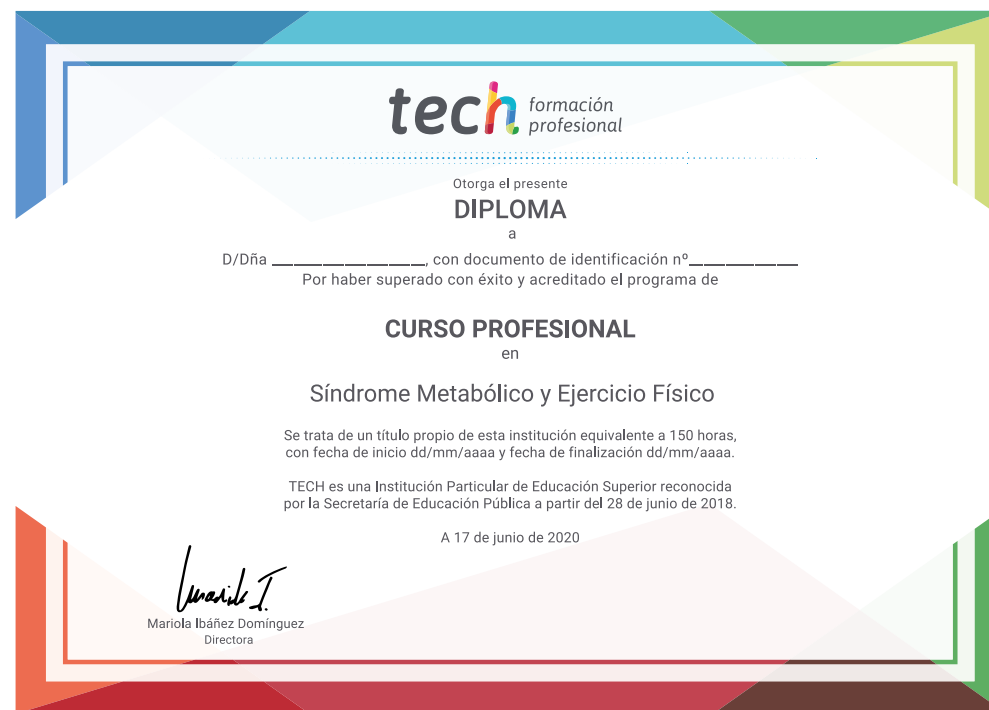 tech formación
profesional
Otorga el presente
DIPLOMA
a
D/Dña ______________, con documento de identificación nº__________
Por haber superado con éxito y acreditado el programa de
CURSO PROFESIONAL
en
Síndrome Metabólico y Ejercicio Físico
Se trata de un título propio de esta institución equivalente a 150 horas,
con fecha de inicio dd/mm/aaaa y fecha de finalización dd/mm/aaaa.
TECH es una Institución Particular de Educación Superior reconocida
por la Secretaría de Educación Pública a partir del 28 de junio de 2018.
A 17 de junio de 2020
Mariola Ibáñez Domínguez
Directora